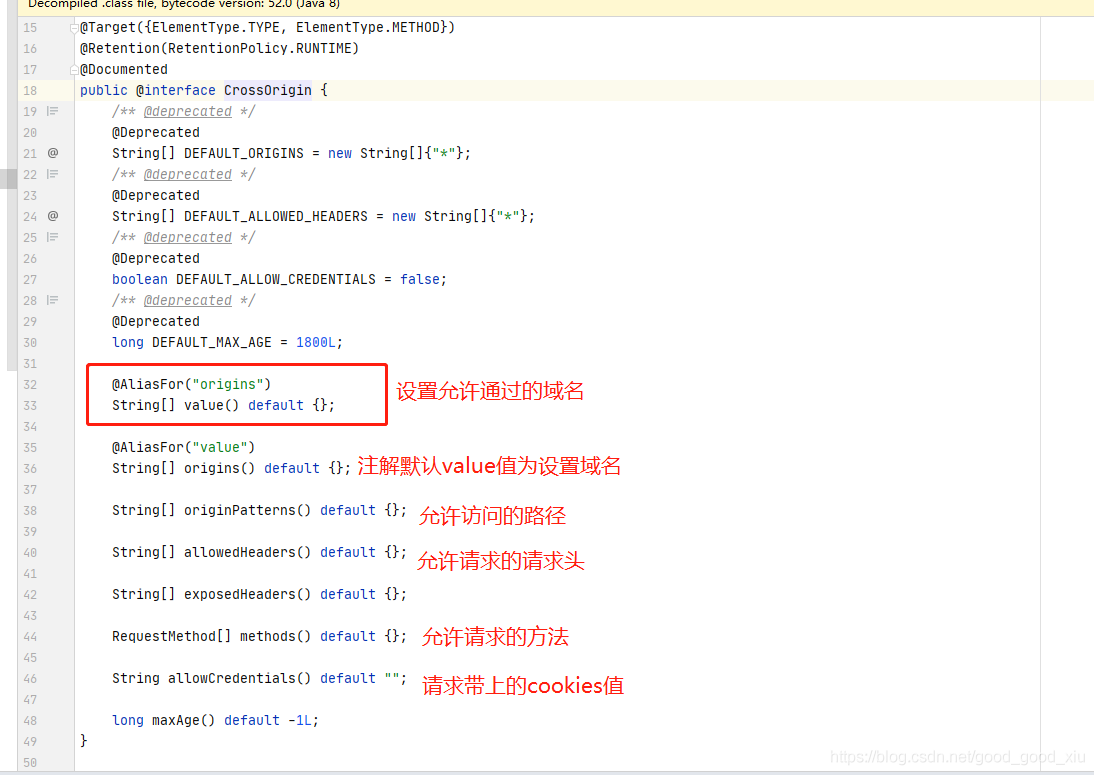 Decompiled .class file, bytecode version: 52.0 (Java 8)
15 @Target({ElementType.TYPE, ElementType.METHOD})
16 @Retention(RetentionPolicy.RUNTIME)
17 @Documented
18 public @interface CrossOrigin {
19 /** @deprecated */
20 @Deprecated
21 @ String[] DEFAULT_ORIGINS = new String[]{"*"};
22 /** @deprecated */
23 @Deprecated
24 @ String[] DEFAULT_ALLOWED_HEADERS = new String[]{"*"};
25 /** @deprecated */
26 @Deprecated
27 boolean DEFAULT_ALLOW_CREDENTIALS = false;
28 /** @deprecated */
29 @Deprecated
30 long DEFAULT_MAX_AGE = 1800L;
31
32 @AliasFor("origins")
设置允许通过的域名
33 String[] value() default {};
34
35 @AliasFor("value")
36 String[] origins() default {}; 注解默认value值为设置域名
37
38 String[] originPatterns() default {}; 允许访问的路径
39
40 String[] allowedHeaders() default {}; 允许请求的请求头
41
42 String[] exposedHeaders() default {};
43
44 RequestMethod[] methods() default {}; 允许请求的方法
45
46 String allowCredentials() default ""; 请求带上的cookies值
47
48 long maxAge() default -1L;
49 }
50
https://blog.csdn.net/good_good_xiu